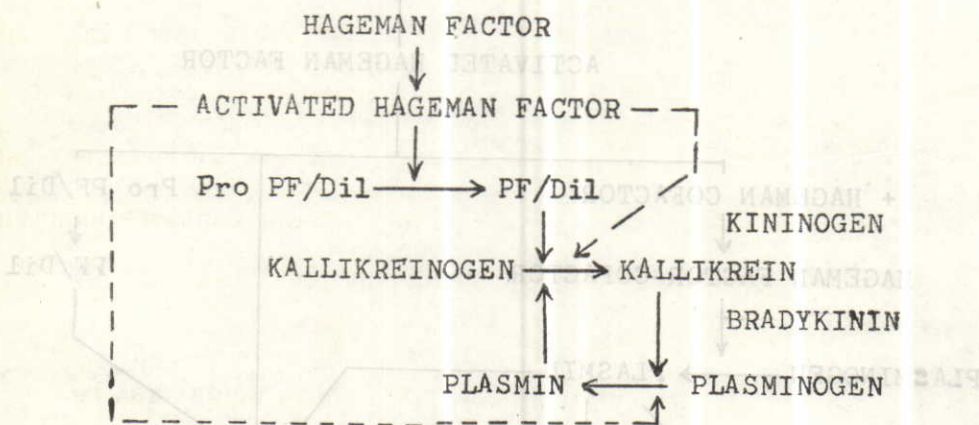 HAGEMAN FACTOR
ACTIVATED HAGEMAN FACTOR
Pro PF/Dil PF/Dil
KININOGEN
KALLIKREINOGEN KALLIKREIN
BRADYKININ
PLASMIN PLASMINOGEN